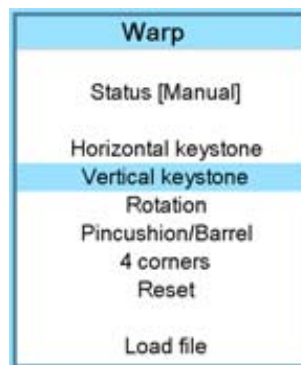 Warp
Status [Manual]
Horizontal keystone
Vertical keystone
Rotation
Pincushion/Barrel
4 corners
Reset
Load file